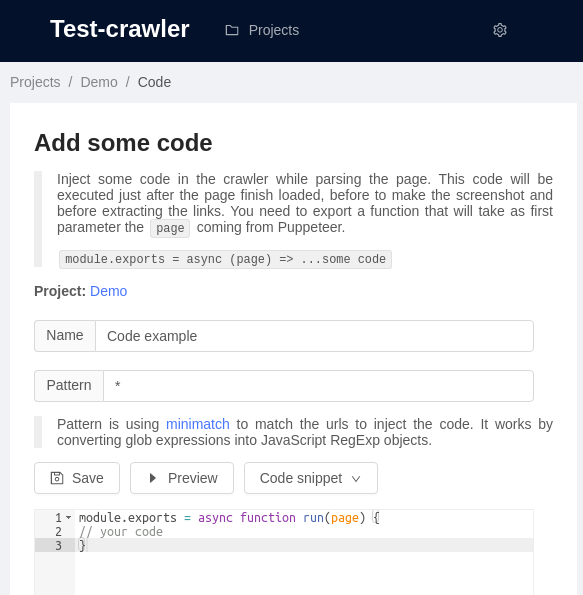 Test-crawler Projects
Projects / Demo / Code
Add some code
Inject some code in the crawler while parsing the page. This code will be
executed just after the page finish loaded, before to make the screenshot and
before extracting the links. You need to export a function that will take as first
parameter the page coming from Puppeteer.
module.exports = async (page) => ...some code
Project: Demo
Name Code example
Pattern *
Pattern is using minimatch to match the urls to inject the code. It works by
converting glob expressions into JavaScript RegExp objects.
Save Preview Code snippet
1 module.exports = async function run(page) {
2 // your code
3 }